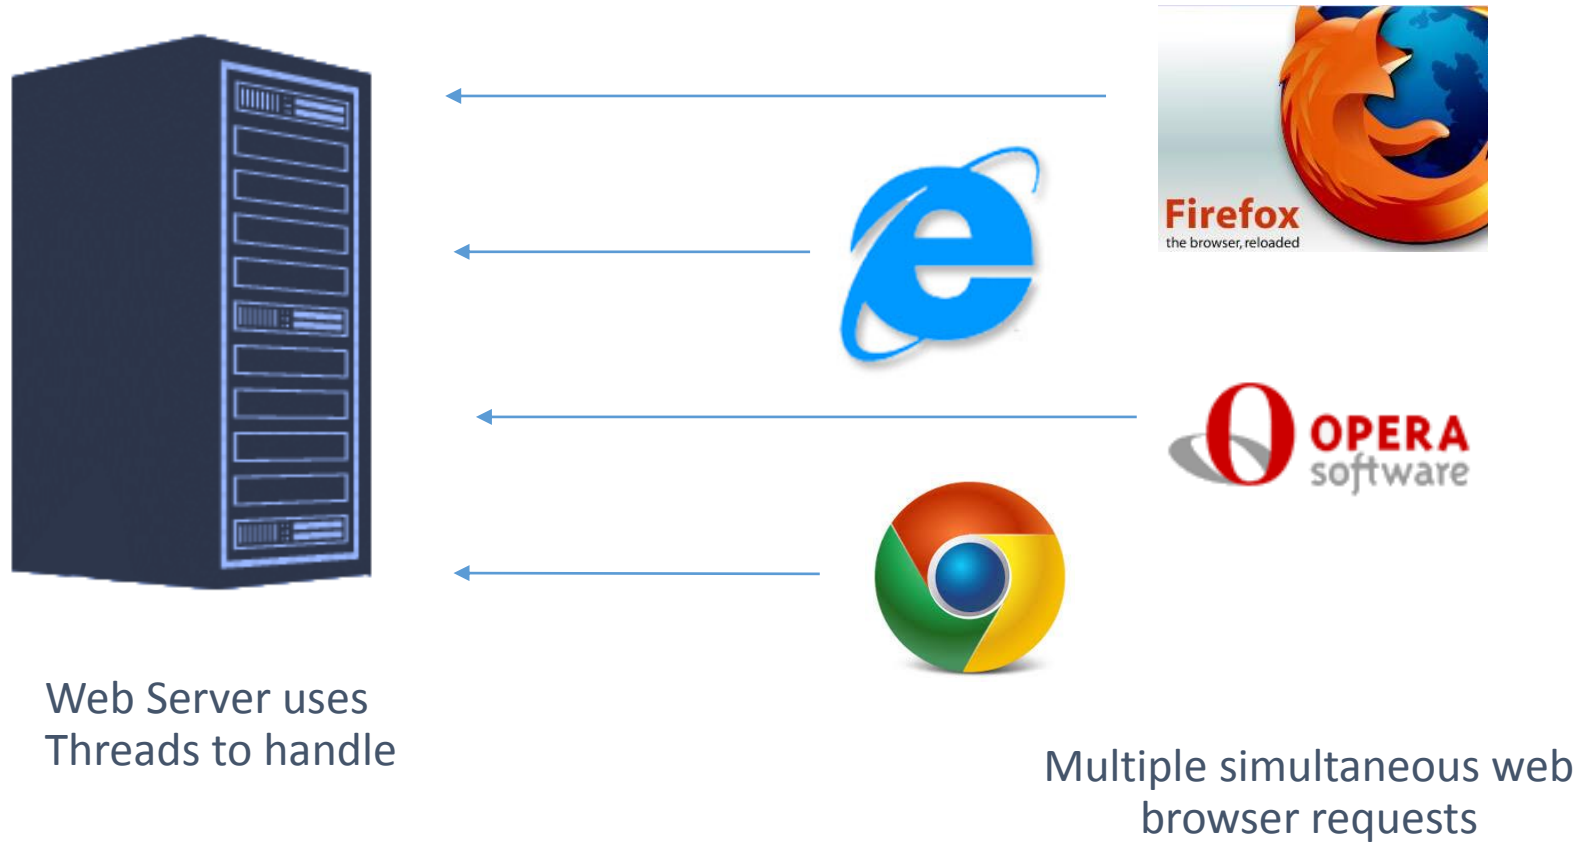 Firefox
the browser, reloaded
OPERA
software
Web Server uses
Threads to handle
Multiple simultaneous web
browser requests